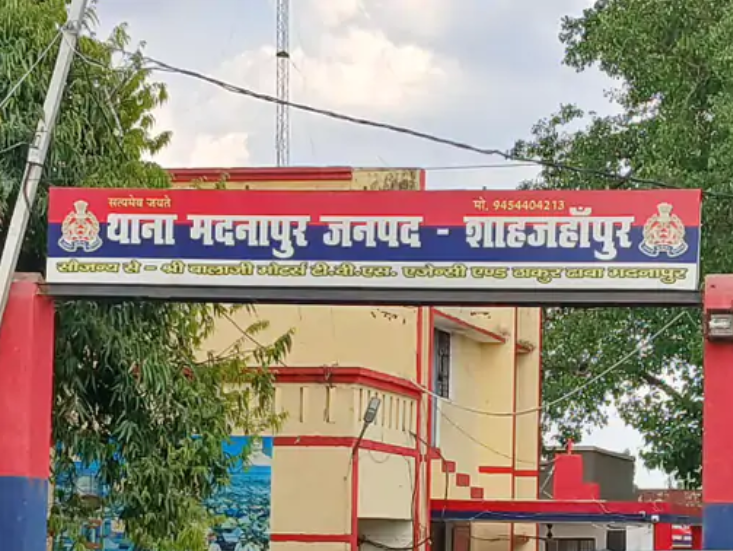 सत्यमेव जयते मो. 9454404213
थाना मदनापुर जनपद - शाहजहाँपुर
सौजन्य से - श्री बालाजी मोटर्स टी.वी.एस. एजेन्सी एण्ड ठाकुर ढाबा मदनापुर